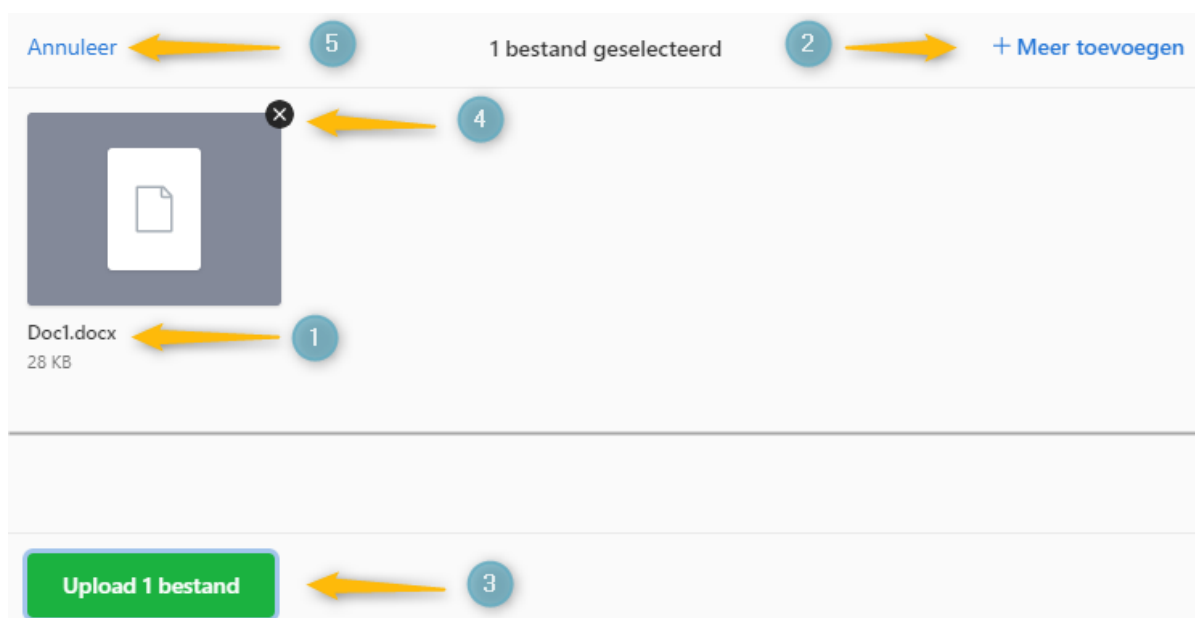 Annuleer 5 1 bestand geselecteerd 2 + Meer toevoegen
4
Doc1.docx 1
28 KB
Upload 1 bestand 3